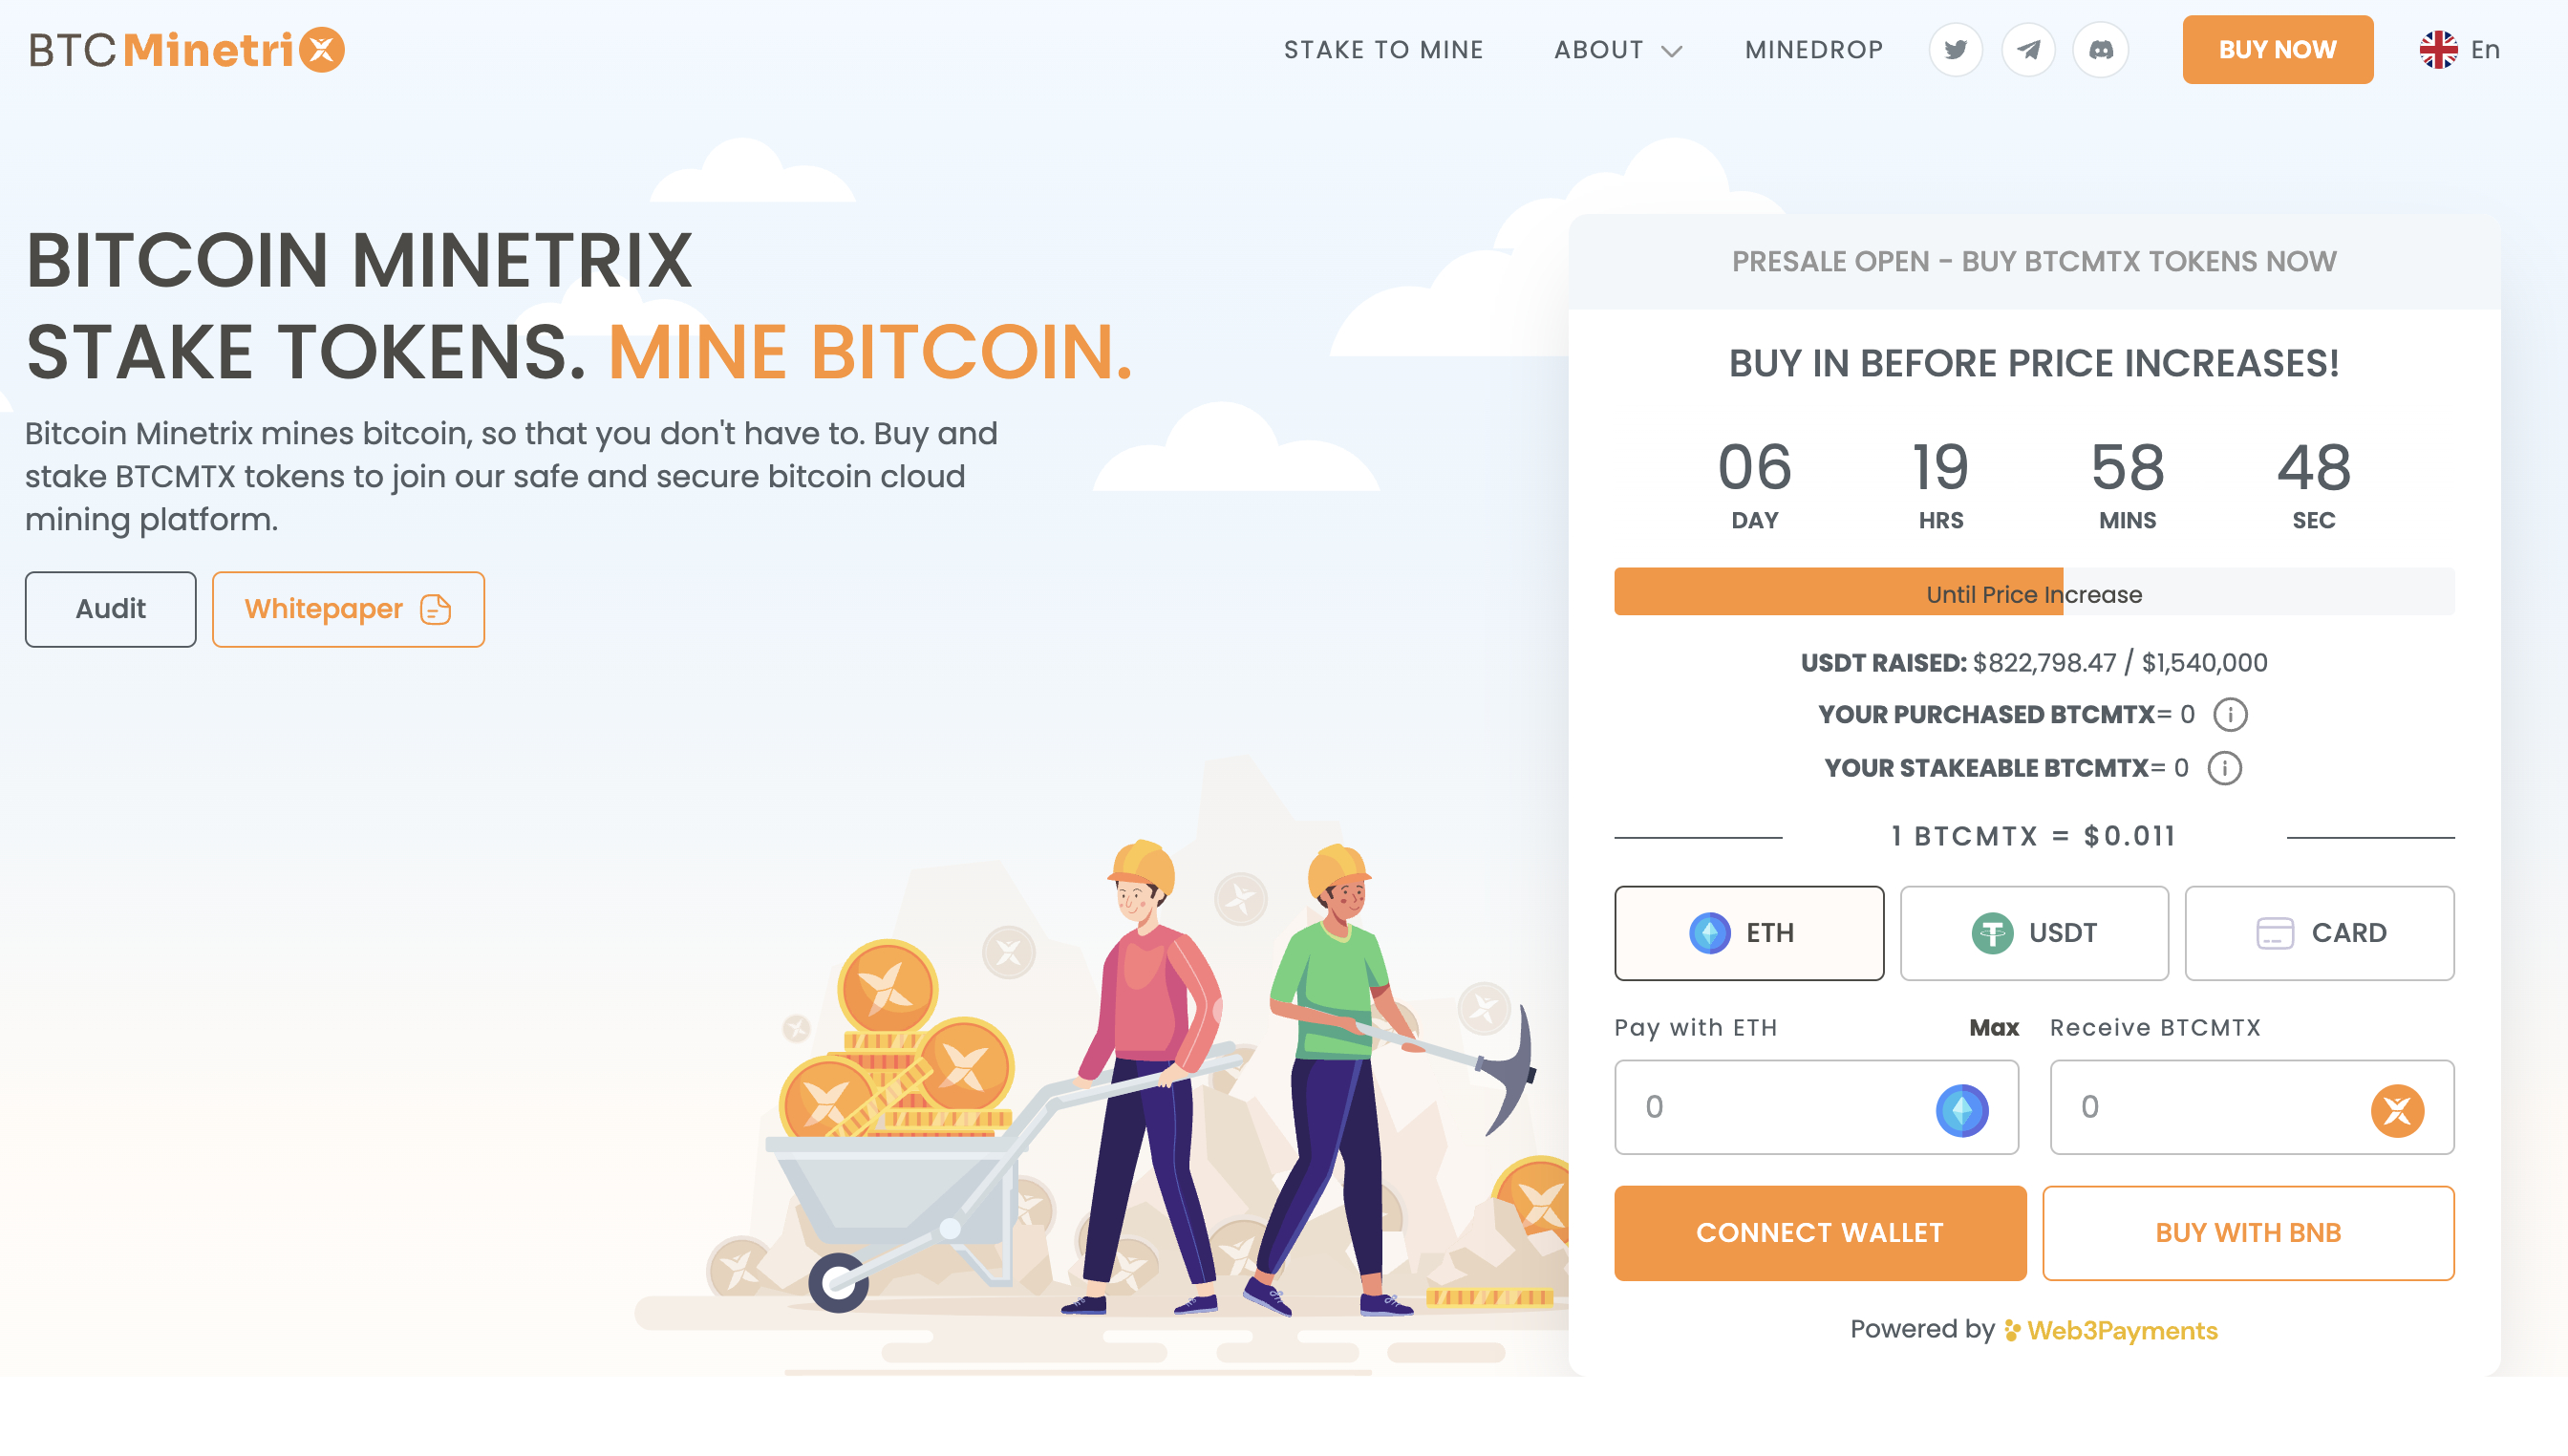 BTCMinetriX
STAKE TO MINE
ABOUT
MINEDROP
BUY NOW
En
BITCOIN MINETRIX
STAKE TOKENS. MINE BITCOIN.
Bitcoin Minetrix mines bitcoin, so that you don't have to. Buy and
stake BTCMTX tokens to join our safe and secure bitcoin cloud
mining platform.
Audit
Whitepaper
PRESALE OPEN - BUY BTCMTX TOKENS NOW
BUY IN BEFORE PRICE INCREASES!
06 19 58 48
DAY HRS MINS SEC
Until Price Increase
USDT RAISED: $822,798.47 / $1,540,000
YOUR PURCHASED BTCMTX= 0
YOUR STAKEABLE BTCMTX= 0
1 BTCMTX = $0.011
ETH USDT CARD
Pay with ETH Max Receive BTCMTX
0 0
CONNECT WALLET BUY WITH BNB
Powered by Web3Payments